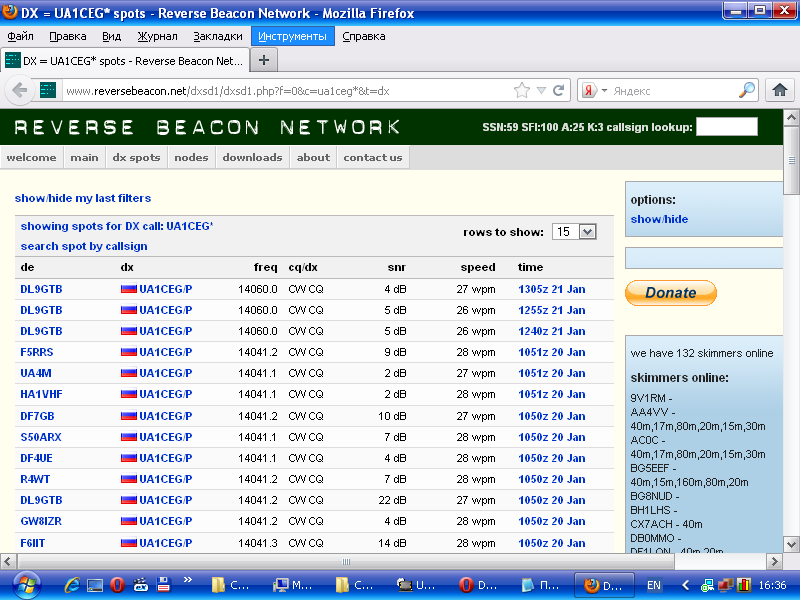 DX = UA1CEG* spots - Reverse Beacon Network - Mozilla Firefox
Файл Правка Вид Журнал Закладки Инструменты Справка
DX = UA1CEG* spots - Reverse Beacon Net...
www.reversebeacon.net/dxsd1/dxsd1.php?f=0&c=ua1ceg*&t=dx
Яндекс
REVERSE BEACON NETWORK
SSN:59 SFI:100 A:25 K:3 callsign lookup:
welcome main dx spots nodes downloads about contact us
show/hide my last filters
showing spots for DX call: UA1CEG*
search spot by callsign
rows to show: 15
de dx freq cq/dx snr speed time
DL9GTB UA1CEG/P 14060.0 CW CQ 4 dB 27 wpm 1305z 21 Jan
DL9GTB UA1CEG/P 14060.0 CW CQ 5 dB 26 wpm 1255z 21 Jan
DL9GTB UA1CEG/P 14060.0 CW CQ 5 dB 26 wpm 1240z 21 Jan
F5RRS UA1CEG/P 14041.2 CW CQ 9 dB 28 wpm 1051z 20 Jan
UA4M UA1CEG/P 14041.1 CW CQ 2 dB 27 wpm 1051z 20 Jan
HA1VHF UA1CEG/P 14041.1 CW CQ 2 dB 28 wpm 1051z 20 Jan
DF7GB UA1CEG/P 14041.2 CW CQ 10 dB 27 wpm 1050z 20 Jan
S50ARX UA1CEG/P 14041.1 CW CQ 7 dB 28 wpm 1050z 20 Jan
DF4UE UA1CEG/P 14041.1 CW CQ 4 dB 28 wpm 1050z 20 Jan
R4WT UA1CEG/P 14041.2 CW CQ 7 dB 28 wpm 1050z 20 Jan
DL9GTB UA1CEG/P 14041.2 CW CQ 22 dB 27 wpm 1050z 20 Jan
GW8IZR UA1CEG/P 14041.2 CW CQ 4 dB 28 wpm 1050z 20 Jan
F6IIT UA1CEG/P 14041.3 CW CQ 14 dB 28 wpm 1050z 20 Jan
options:
show/hide
Donate
we have 132 skimmers online
skimmers online:
9V1RM -
AA4VV -
40m,17m,80m,20m,15m,30m
AC0C -
40m,17m,80m,20m,15m,30m
BG5EEF -
40m,15m,160m,80m,20m
BG8NUD -
BH1LHS -
CX7ACH - 40m
DB0MMO -
DF1LON - 20m, 40m
C... M... C... U... D... П... D... EN 16:36